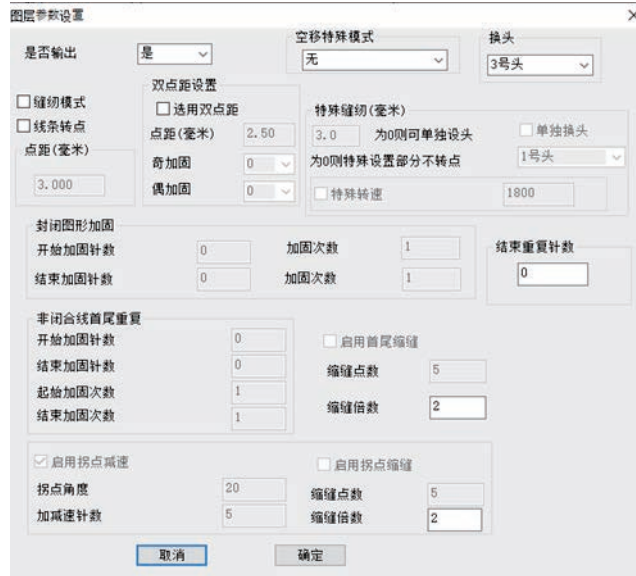 图层参数设置
是否输出
是
空移特殊模式
无
换头
3号头
缝纫模式
线条转点
点距(毫米)
3.000
双点距设置
选用双点距
点距(毫米)
2.50
奇加固
0
偶加固
0
特殊缝纫(毫米)
3.0
为0则可单独设头
单独换头
为0则特殊设置部分不转点
1号头
特殊转速
1800
封闭图形加固
开始加固针数
0
加固次数
1
结束加固针数
0
加固次数
1
结束重复针数
0
非闭合线首尾重复
开始加固针数
0
结束加固针数
0
起始加固次数
1
结束加固次数
1
启用首尾缩缝
缩缝点数
5
缩缝倍数
2
启用拐点减速
拐点角度
20
加减速针数
5
启用拐点缩缝
缩缝点数
5
缩缝倍数
2
取消
确定